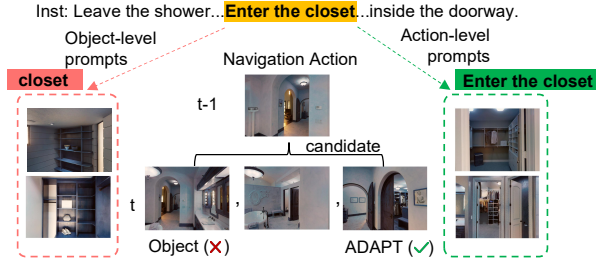 Inst: Leave the shower...Enter the closet...inside the doorway.
Object-level prompts
Action-level prompts
Navigation Action
closet
Enter the closet
t-1
candidate
t
, ,
Object (✗)
ADAPT (✓)